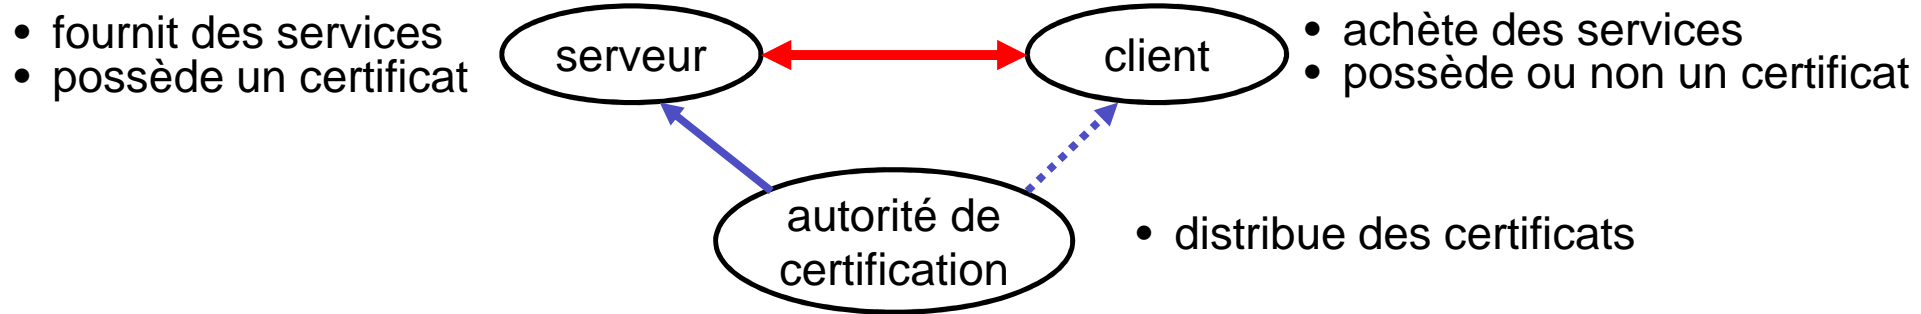 • fournit des services
• possède un certificat
serveur
client
• achète des services
• possède ou non un certificat
autorité de
certification
• distribue des certificats